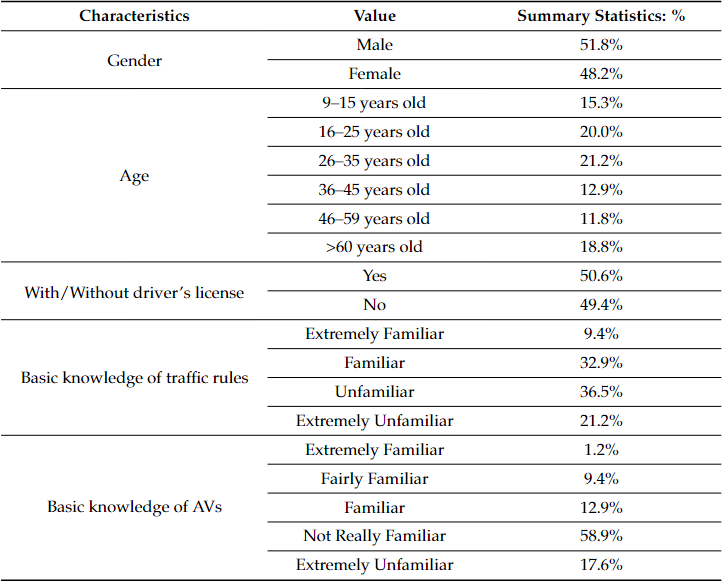 Characteristics Value Summary Statistics: %
Gender
Male 51.8%
Female 48.2%
Age
9–15 years old 15.3%
16–25 years old 20.0%
26–35 years old 21.2%
36–45 years old 12.9%
46–59 years old 11.8%
>60 years old 18.8%
With/Without driver's license
Yes 50.6%
No 49.4%
Basic knowledge of traffic rules
Extremely Familiar 9.4%
Familiar 32.9%
Unfamiliar 36.5%
Extremely Unfamiliar 21.2%
Basic knowledge of AVs
Extremely Familiar 1.2%
Fairly Familiar 9.4%
Familiar 12.9%
Not Really Familiar 58.9%
Extremely Unfamiliar 17.6%